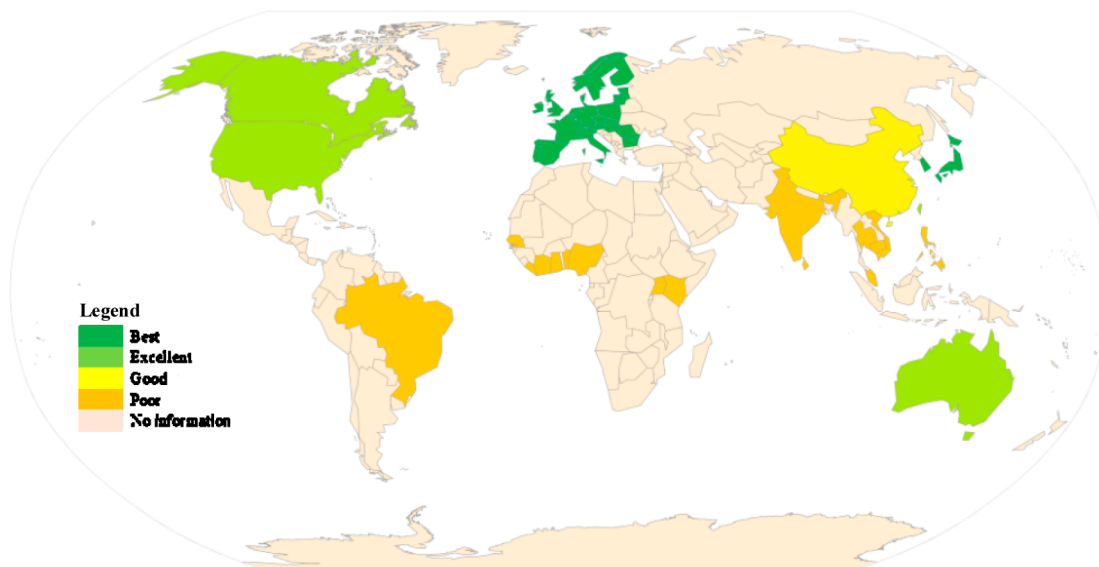 Legend
Best
Excellent
Good
Poor
No information